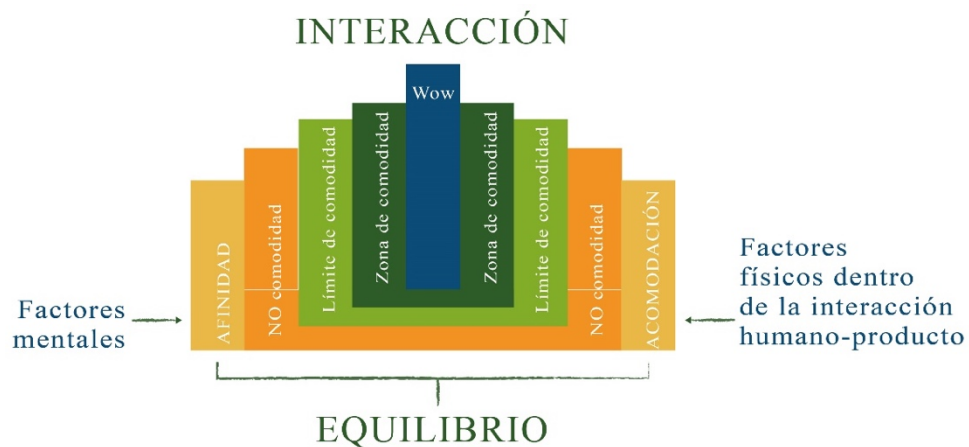 INTERACCIÓN
Wow
AFINIDAD
NO comodidad
Límite de comodidad
Zona de comodidad
Zona de comodidad
Límite de comodidad
NO comodidad
ACOMODACIÓN
Factores
mentales
Factores
físicos dentro
de la interacción
humano-producto
EQUILIBRIO